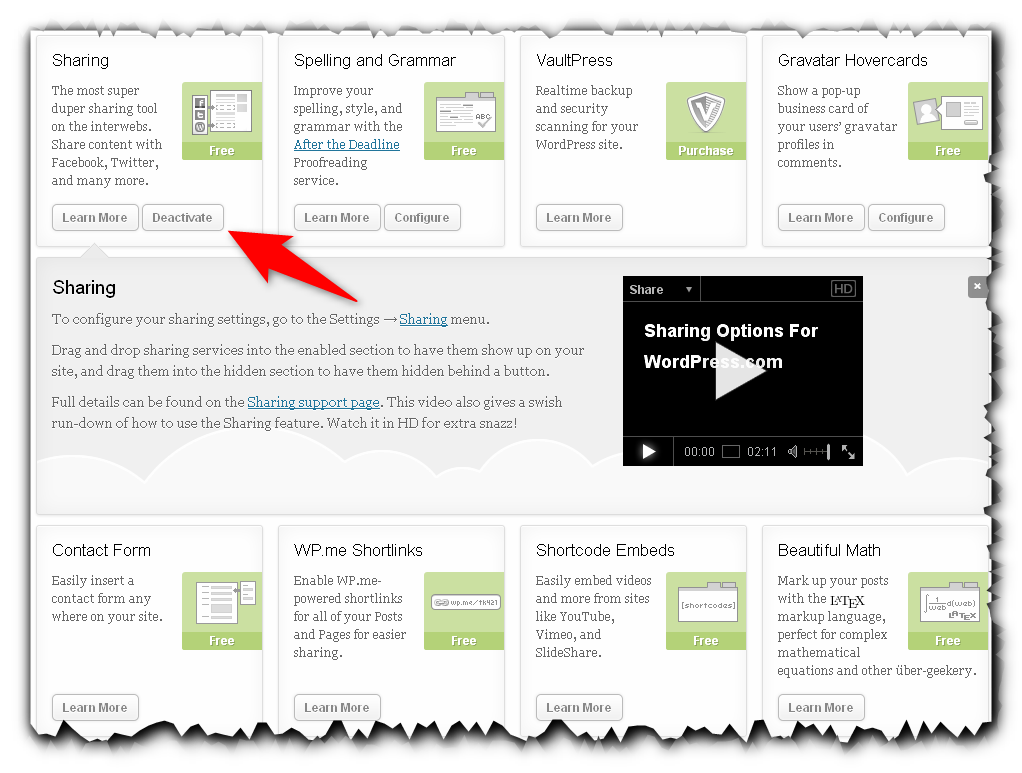 Sharing
The most super
duper sharing tool
on the interwebs.
Share content with
Facebook, Twitter,
and many more.
Free
Learn More
Deactivate
Spelling and Grammar
Improve your
spelling, style, and
grammar with the
After the Deadline
Proofreading
service.
ABC
Free
Learn More
Configure
VaultPress
Realtime backup
and security
scanning for your
WordPress site.
Purchase
Learn More
Gravatar Hovercards
Show a pop-up
business card of
your users' gravatar
profiles in
comments.
Free
Learn More
Configure
Sharing
To configure your sharing settings, go to the Settings → Sharing menu.
Drag and drop sharing services into the enabled section to have them show up on your
site, and drag them into the hidden section to have them hidden behind a button.
Full details can be found on the Sharing support page. This video also gives a swish
run-down of how to use the Sharing feature. Watch it in HD for extra snazz!
Share
HD
Sharing Options For
WordPress.com
00:00
02:11
Contact Form
Easily insert a
contact form any
where on your site.
Free
Learn More
WP.me Shortlinks
Enable WP.me-
powered shortlinks
for all of your Posts
and Pages for easier
sharing.
wp.me/tk421
Free
Learn More
Shortcode Embeds
Easily embed videos
and more from sites
like YouTube,
Vimeo, and
SlideShare.
[shortcodes]
Free
Learn More
Beautiful Math
Mark up your posts
with the LATEX
markup language,
perfect for complex
mathematical
equations and other über-geekery.
∫ 1/web d(web)
LATEX
Free
Learn More